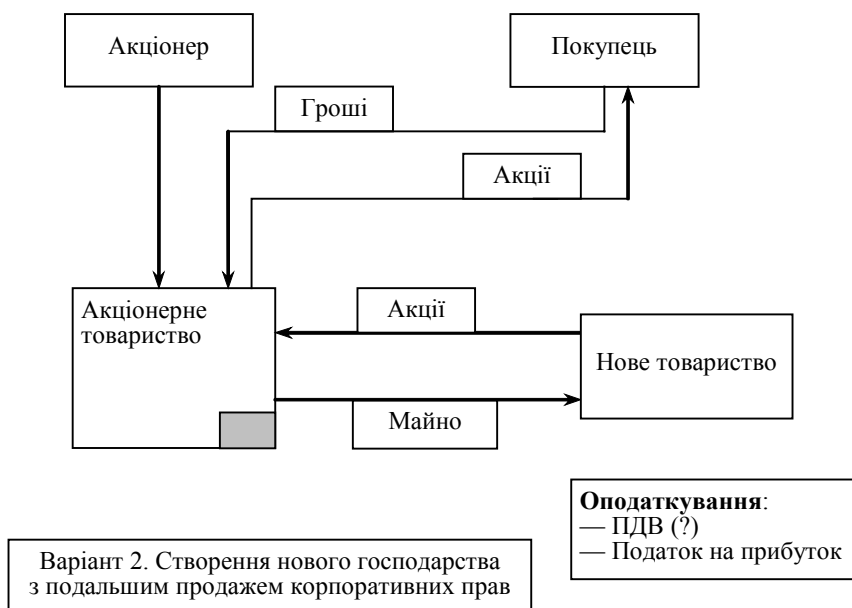 Акціонер
Покупець
Гроші
Акції
Акціонерне
товариство
Акції
Нове товариство
Майно
Оподаткування:
— ПДВ (?)
— Податок на прибуток
Варіант 2. Створення нового господарства
з подальшим продажем корпоративних прав